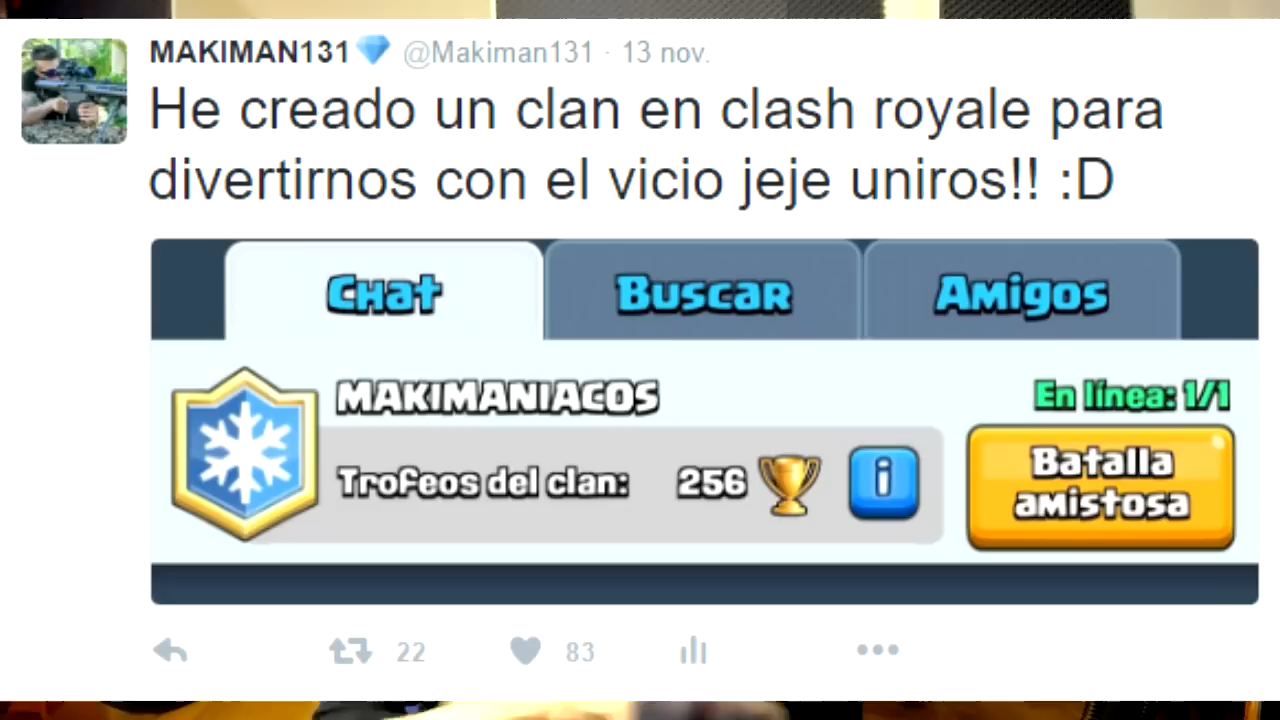 MAKIMAN131 @Makiman131 · 13 nov.
He creado un clan en clash royale para
divertirnos con el vicio jeje uniros!! :D
Chat Buscar Amigos
MAKIMANIACOS
En línea: 1/1
Trofeos del clan: 256
Batalla
amistosa
22 83